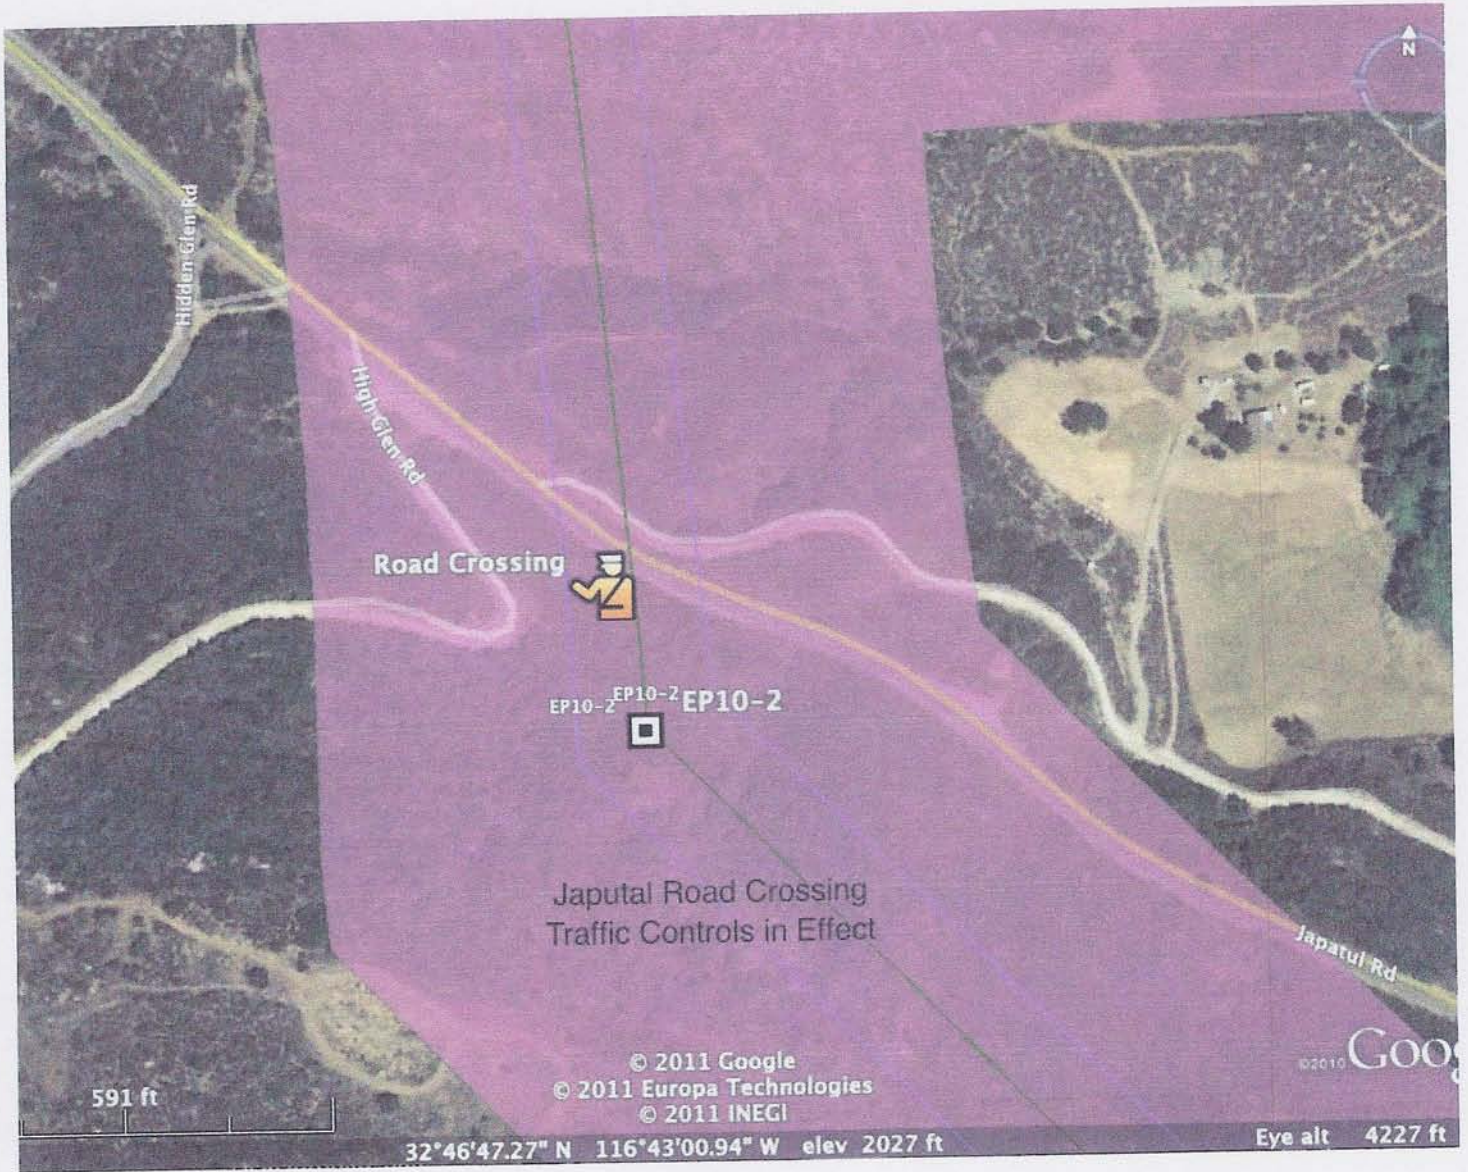 N
Hidden Glen Rd
High Glen Rd
Road Crossing
EP10-2
EP10-2
EP10-2
Japutal Road Crossing
Traffic Controls in Effect
Japatul Rd
© 2011 Google
© 2011 Europa Technologies
© 2011 INEGI
©2010 Goog
591 ft
32°46'47.27" N 116°43'00.94" W elev 2027 ft
Eye alt 4227 ft